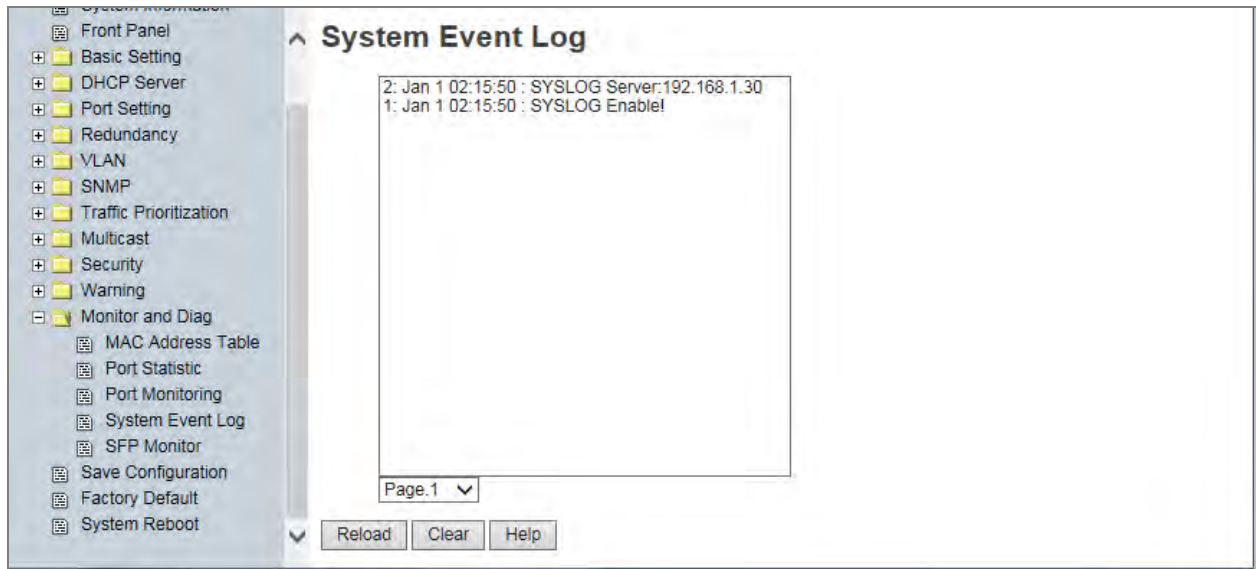 System Information
Front Panel
Basic Setting
DHCP Server
Port Setting
Redundancy
VLAN
SNMP
Traffic Prioritization
Multicast
Security
Warning
Monitor and Diag
MAC Address Table
Port Statistic
Port Monitoring
System Event Log
SFP Monitor
Save Configuration
Factory Default
System Reboot
System Event Log
2: Jan 1 02:15:50 : SYSLOG Server:192.168.1.30
1: Jan 1 02:15:50 : SYSLOG Enable!
Page.1
Reload Clear Help